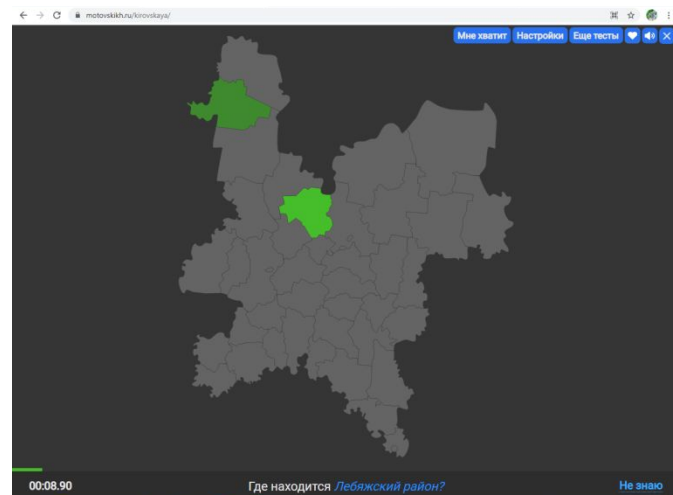 motovskikh.ru/kirovskaya/
Мне хватит Настройки Еще тесты
00:08.90 Где находится Лебяжский район? Не знаю